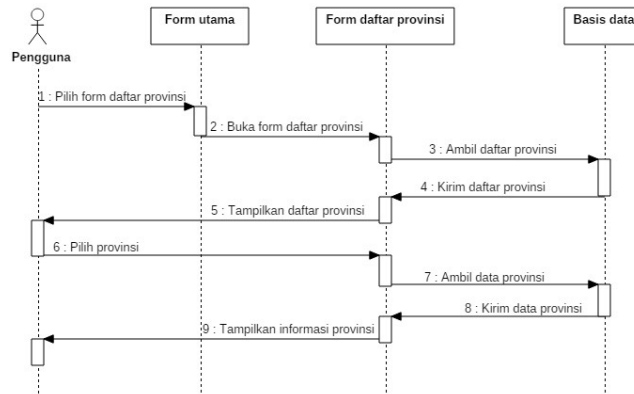 Form utama
Form daftar provinsi
Basis data
Pengguna
1 : Pilih form daftar provinsi
2 : Buka form daftar provinsi
3 : Ambil daftar provinsi
4 : Kirim daftar provinsi
5 : Tampilkan daftar provinsi
6 : Pilih provinsi
7 : Ambil data provinsi
8 : Kirim data provinsi
9 : Tampilkan informasi provinsi